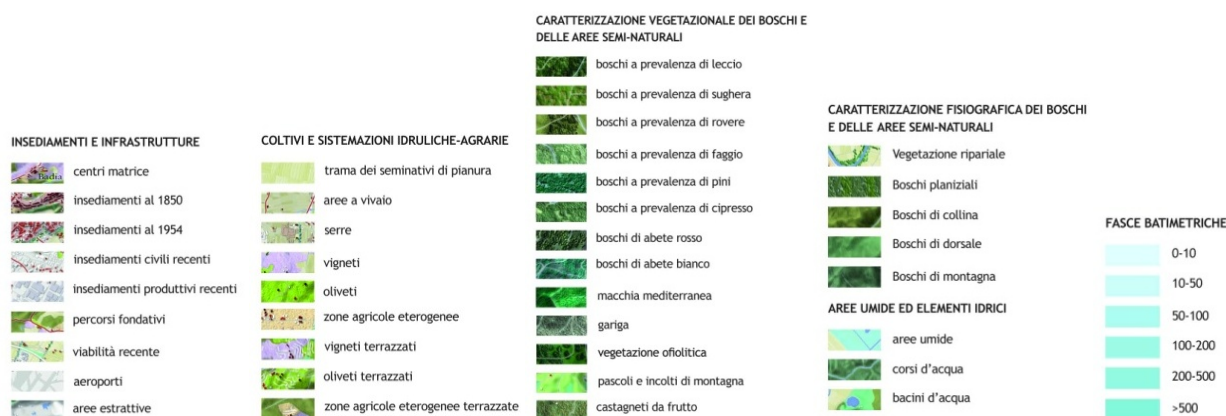 INSEDIAMENTI E INFRASTRUTTURE
centri matrice
insediamenti al 1850
insediamenti al 1954
insediamenti civili recenti
insediamenti produttivi recenti
percorsi fondativi
viabilità recente
aeroporti
aree estrattive
COLTIVI E SISTEMAZIONI IDRULICHE-AGRARIE
trama dei seminativi di pianura
aree a vivaio
serre
vigneti
oliveti
zone agricole eterogenee
vigneti terrazzati
oliveti terrazzati
zone agricole eterogenee terrazzate
CARATTERIZZAZIONE VEGETAZIONALE DEI BOSCHI E
DELLE AREE SEMI-NATURALI
boschi a prevalenza di leccio
boschi a prevalenza di sughera
boschi a prevalenza di rovere
boschi a prevalenza di faggio
boschi a prevalenza di pini
boschi a prevalenza di cipresso
boschi di abete rosso
boschi di abete bianco
macchia mediterranea
gariga
vegetazione ofiolitica
pascoli e incolti di montagna
castagneti da frutto
CARATTERIZZAZIONE FISIOGRAFICA DEI BOSCHI
E DELLE AREE SEMI-NATURALI
Vegetazione ripariale
Boschi planiziali
Boschi di collina
Boschi di dorsale
Boschi di montagna
AREE UMIDE ED ELEMENTI IDRICI
aree umide
corsi d'acqua
bacini d'acqua
FASCE BATIMETRICHE
0-10
10-50
50-100
100-200
200-500
>500